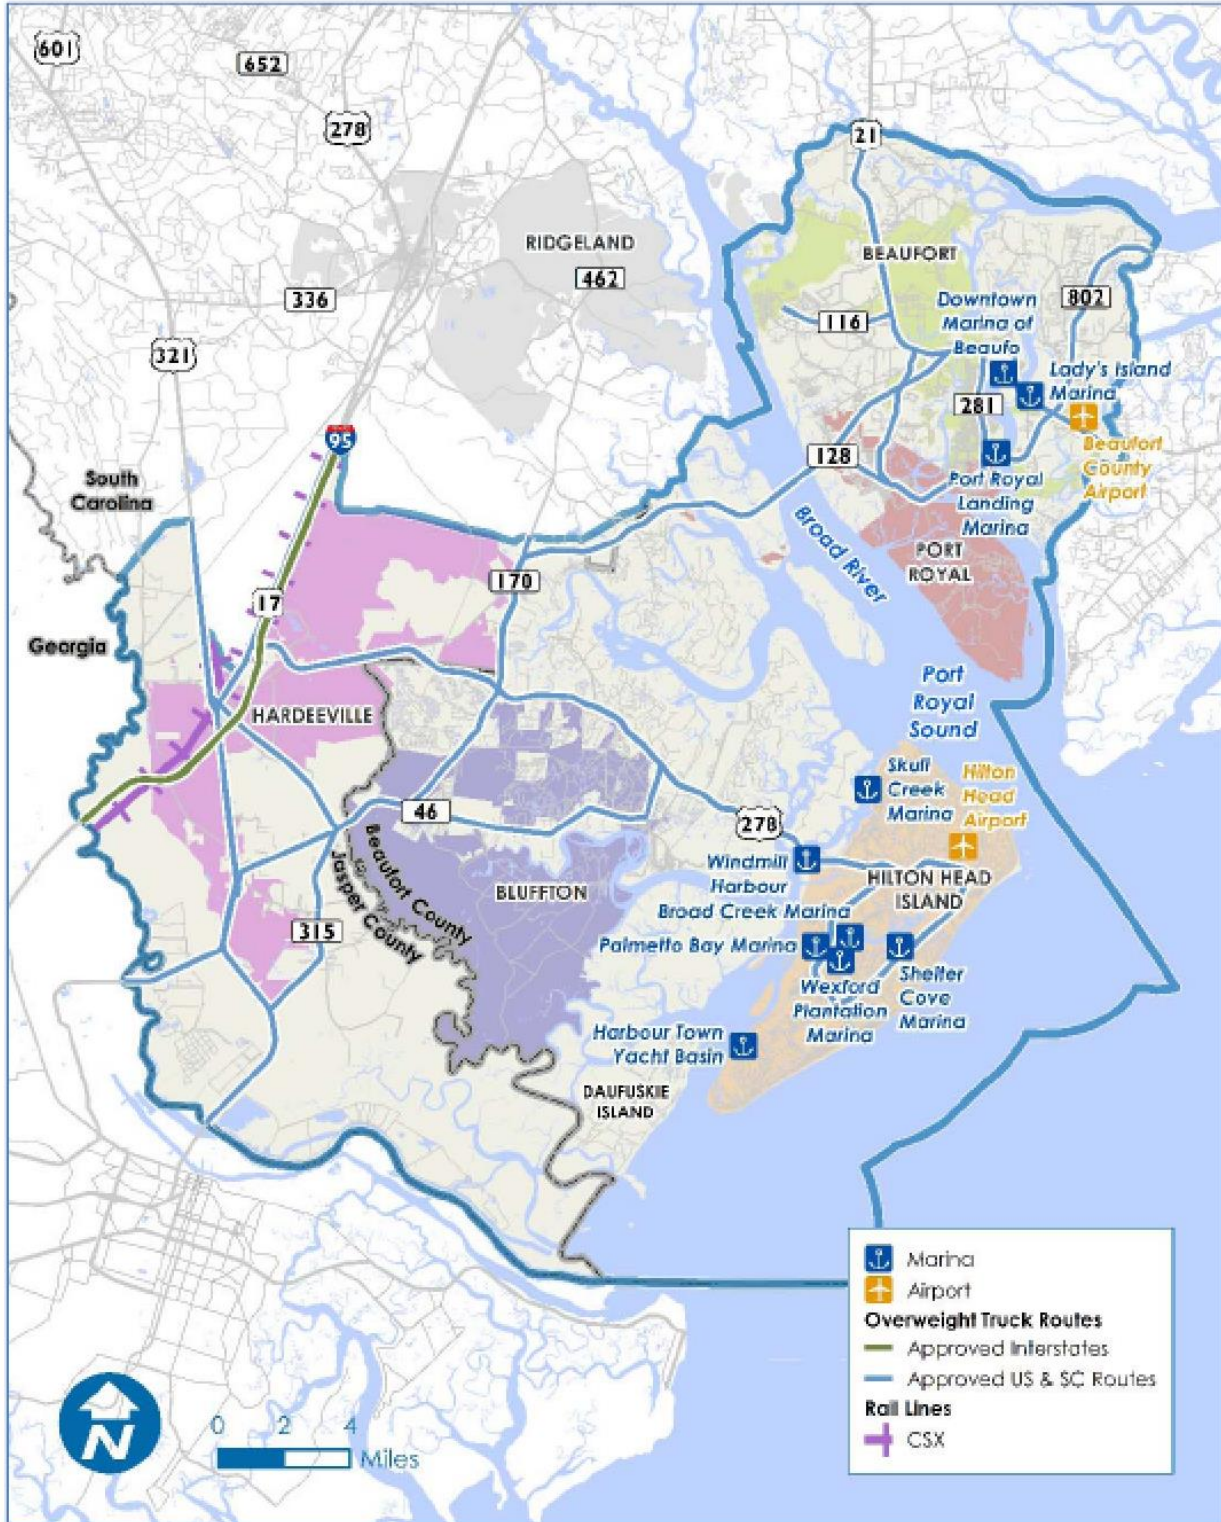 601
652
278
21
RIDGELAND
462
BEAUFORT
336
116
802
Downtown
Marina of
Beaufo
321
Lady's Island
Marina
281
95
128
Beaufort
County
Airport
South
Carolina
Port Royal
Landing
Marina
Broad River
PORT
ROYAL
170
17
Georgia
Port
Royal
Sound
HARDEEVILLE
Skull
Creek
Marina
Hilton
Head
Airport
46
278
Beaufort County
Jasper County
Windmill
Harbour
HILTON HEAD
ISLAND
BLUFFTON
Broad Creek Marina
315
Palmetto Bay Marina
Wexford
Plantation
Marina
Shelter
Cove
Marina
Harbour Town
Yacht Basin
DAUFUSKIE
ISLAND
Marina
Airport
Overweight Truck Routes
Approved Interstates
Approved US & SC Routes
Rail Lines
CSX
N
0 2 4
Miles